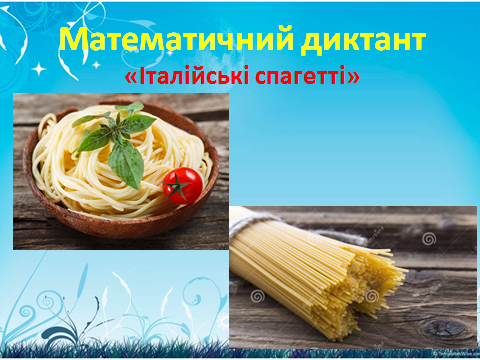 Математичний диктант
«Італійські спагетті»